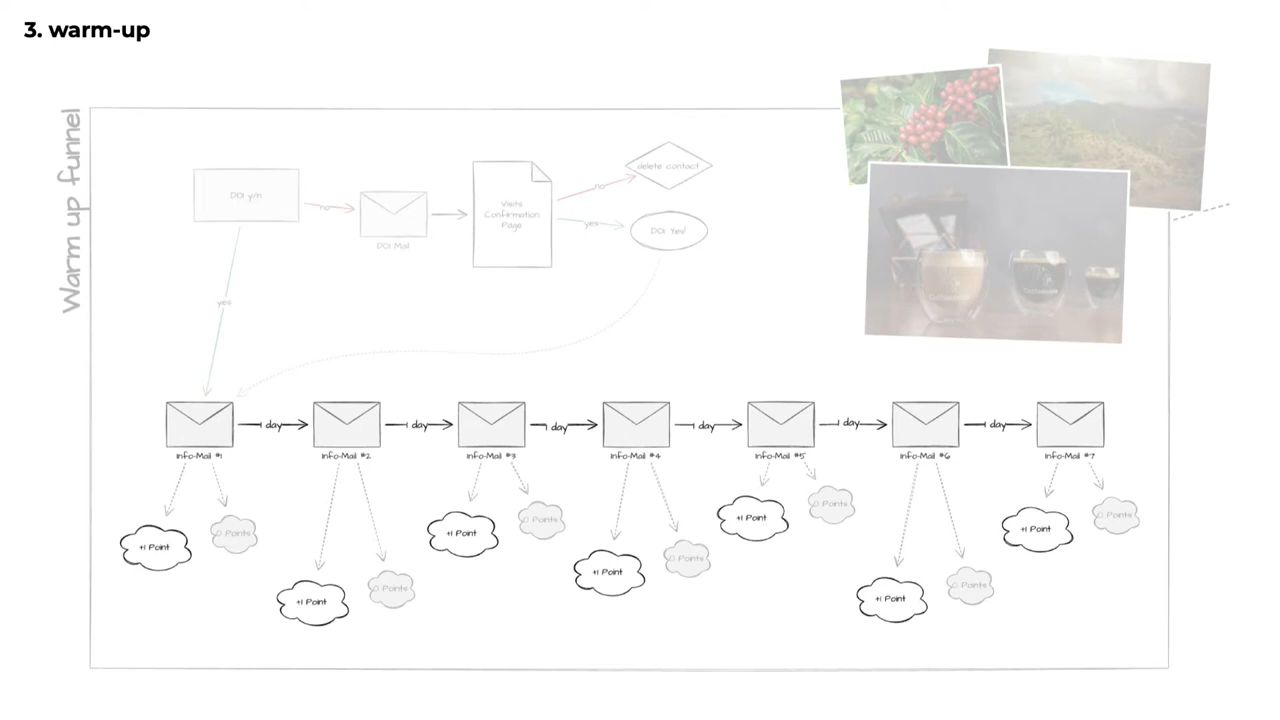 3. warm-up
Warm up funnel
DOI y/n
no
DOI Mail
Visits
Confirmation
Page
no
delete contact
yes
DOI Yes!
yes
1 day
1 day
1 day
1 day
1 day
1 day
Info-Mail #1
Info-Mail #2
Info-Mail #3
Info-Mail #4
Info-Mail #5
Info-Mail #6
Info-Mail #7
+1 Point
0 Points
+1 Point
0 Points
+1 Point
0 Points
+1 Point
0 Points
+1 Point
0 Points
+1 Point
0 Points
+1 Point
0 Points